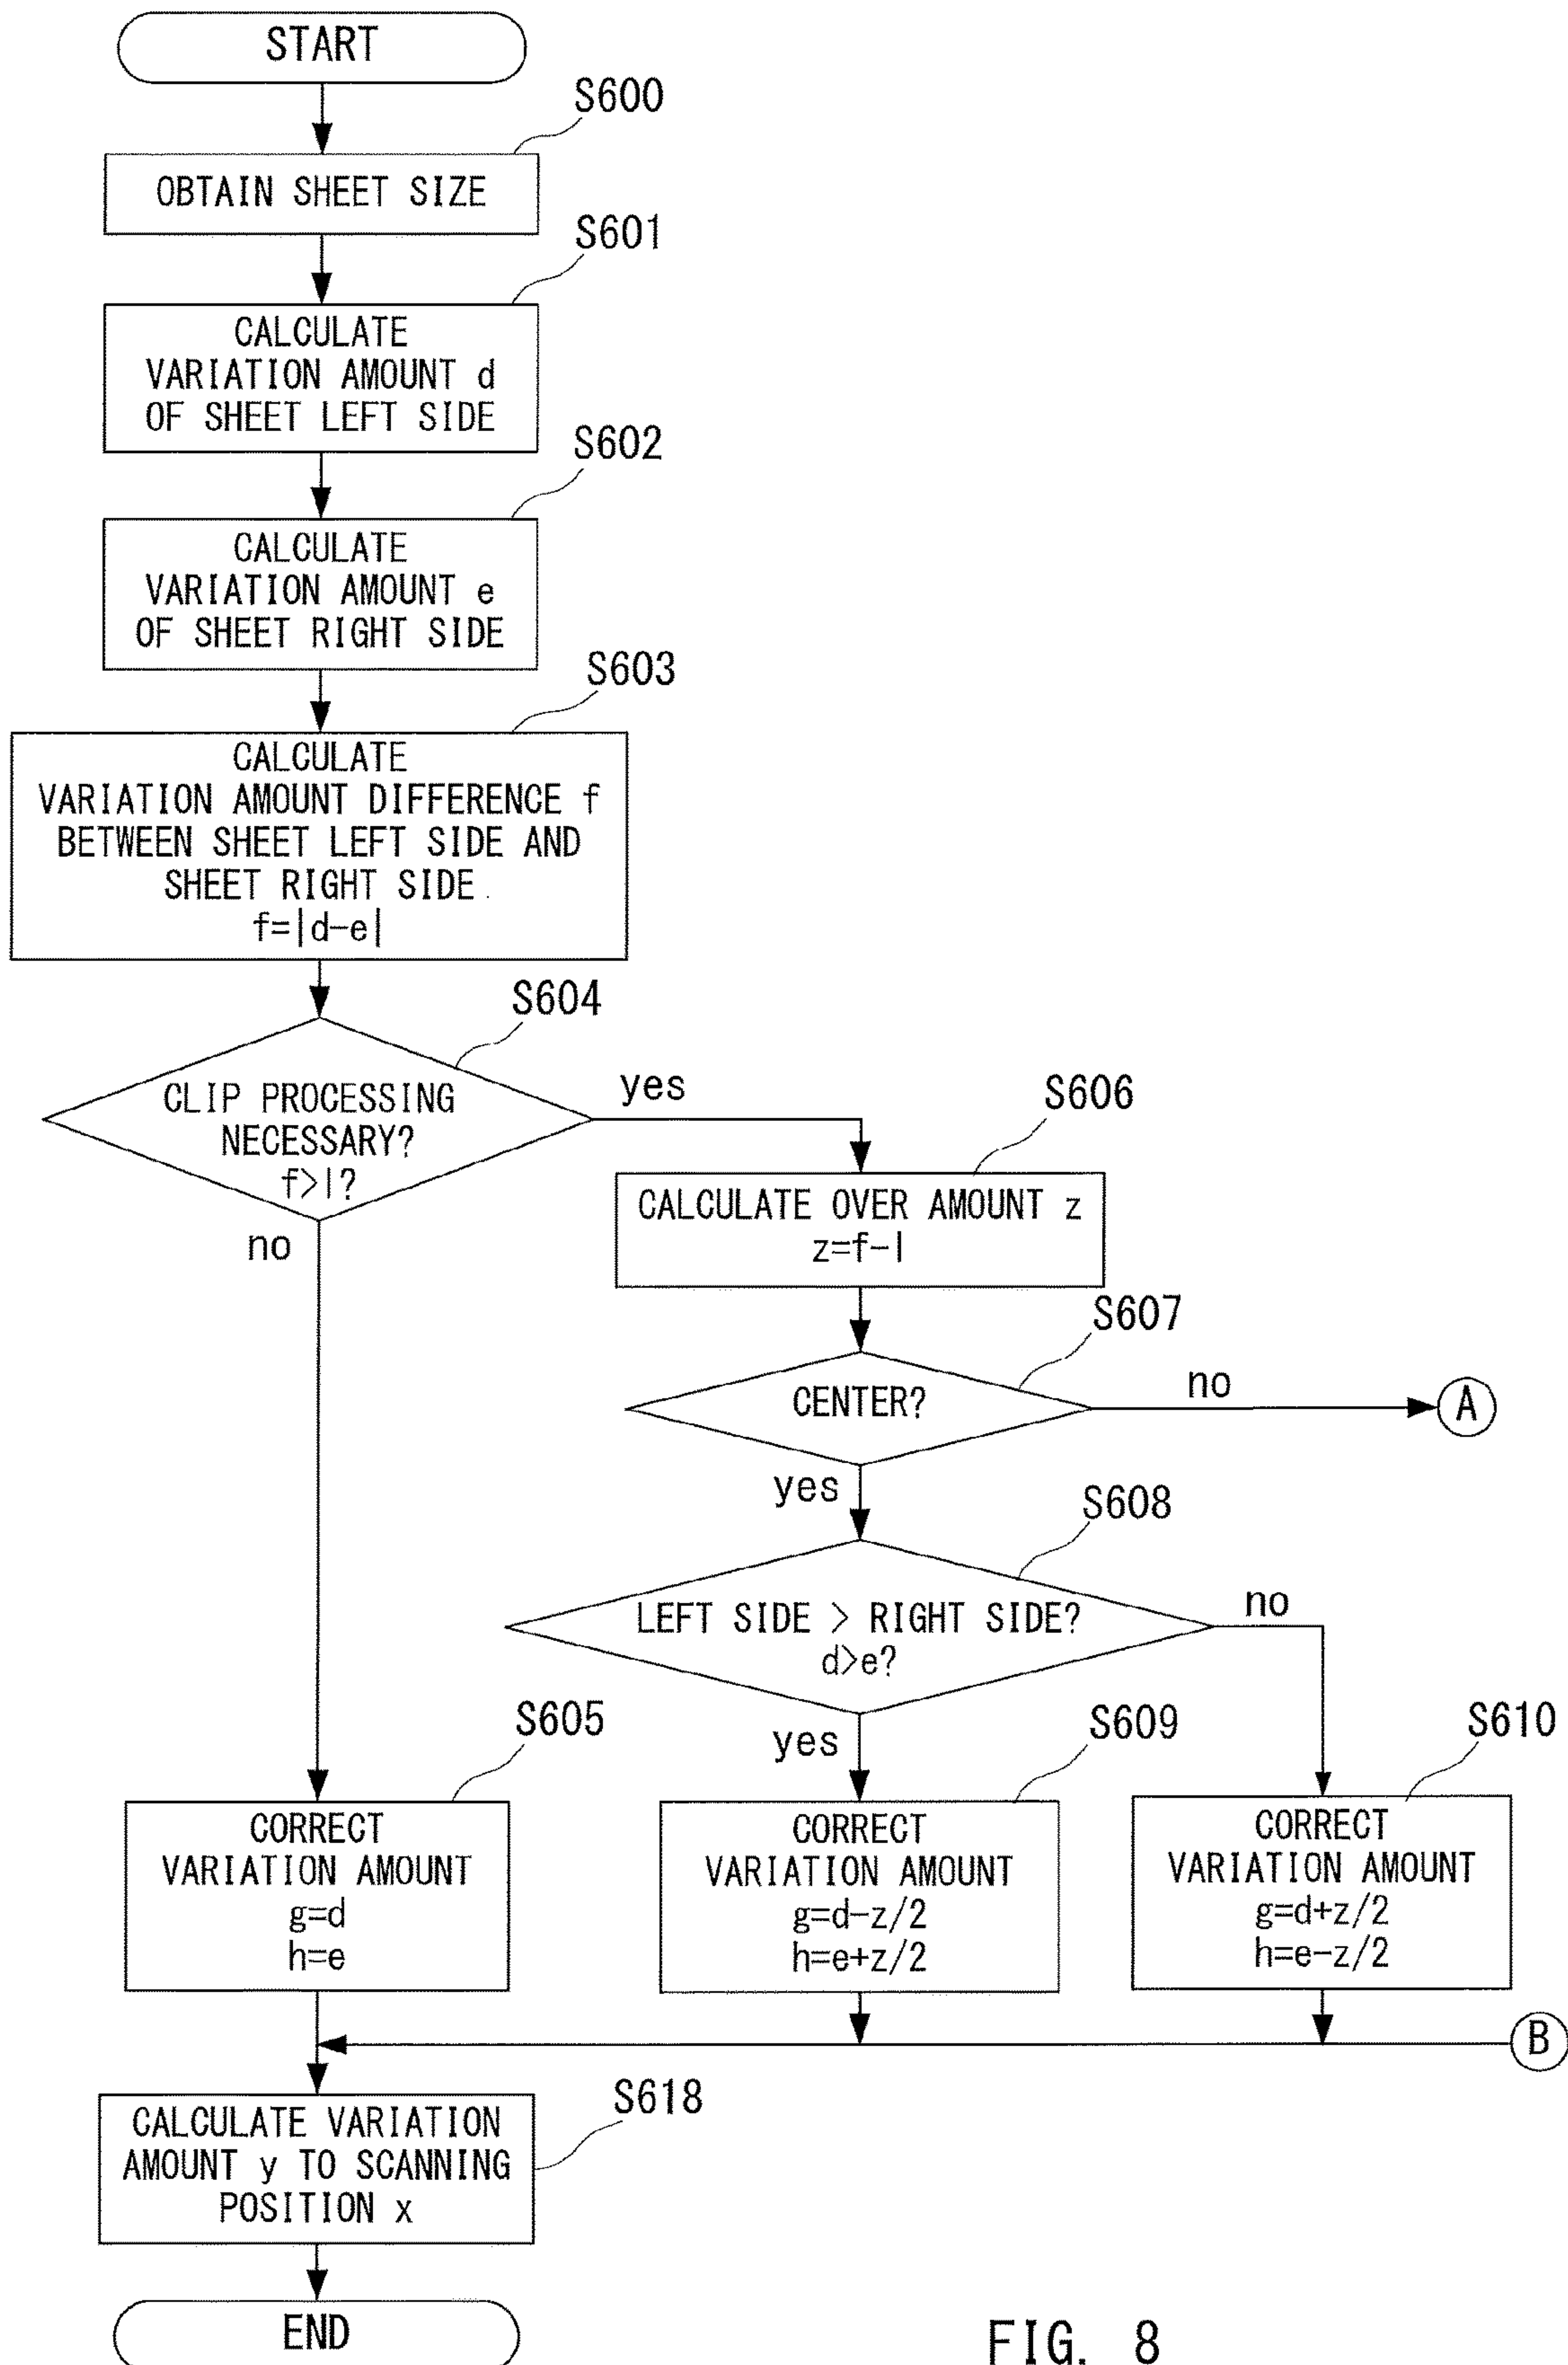 START
S600
OBTAIN SHEET SIZE
S601
CALCULATE
VARIATION AMOUNT d
OF SHEET LEFT SIDE
S602
CALCULATE
VARIATION AMOUNT e
OF SHEET RIGHT SIDE
S603
CALCULATE
VARIATION AMOUNT DIFFERENCE f
BETWEEN SHEET LEFT SIDE AND
SHEET RIGHT SIDE
f=|d-e|
S604
CLIP PROCESSING
NECESSARY?
f>l?
yes
no
S606
CALCULATE OVER AMOUNT z
z=f-l
S607
CENTER?
no
A
yes
S608
LEFT SIDE > RIGHT SIDE?
d>e?
no
yes
S605
CORRECT
VARIATION AMOUNT
g=d
h=e
S609
CORRECT
VARIATION AMOUNT
g=d-z/2
h=e+z/2
S610
CORRECT
VARIATION AMOUNT
g=d+z/2
h=e-z/2
B
S618
CALCULATE VARIATION
AMOUNT y TO SCANNING
POSITION x
END
FIG. 8